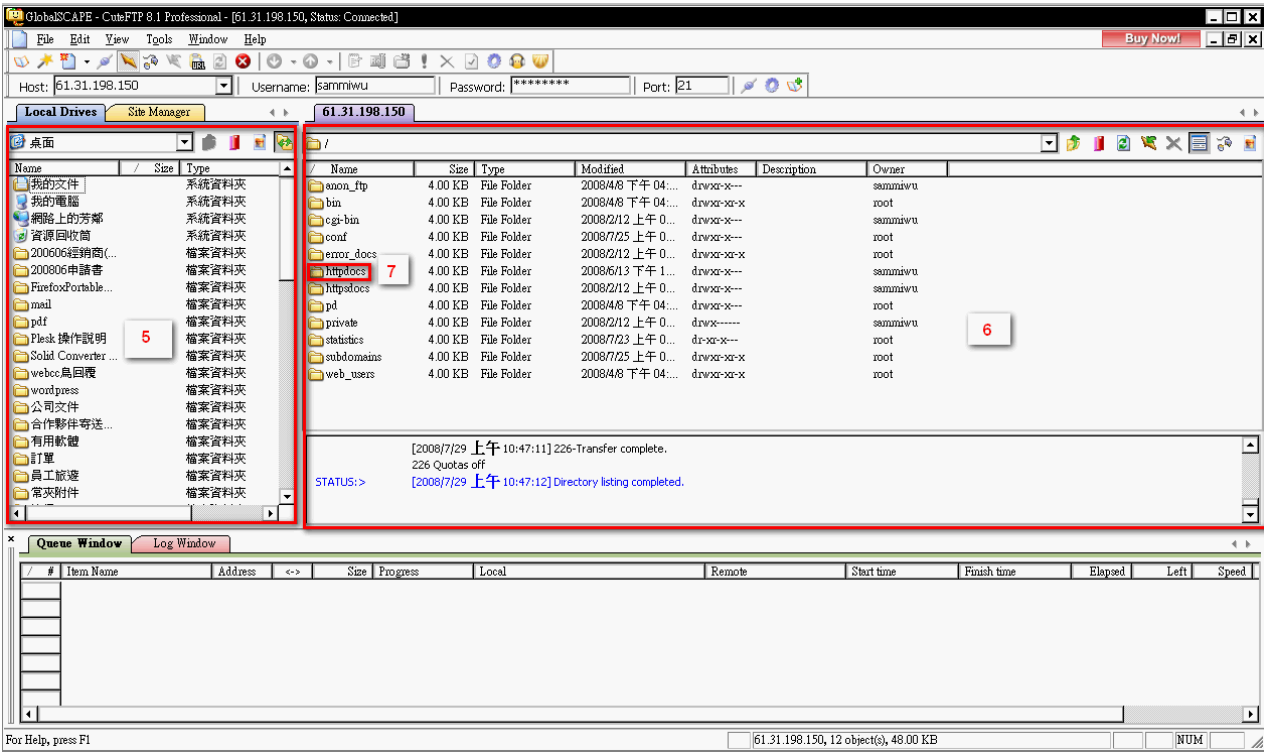 GlobalSCAPE - CuteFTP 8.1 Professional - [61.31.198.150, Status: Connected]
File Edit View Tools Window Help
Buy Now!
Host: 61.31.198.150 Username: sammiwu Password: ******** Port: 21
Local Drives Site Manager
61.31.198.150
桌面
/
Name / Size Type
我的文件 系統資料夾
我的電腦 系統資料夾
網路上的芳鄰 系統資料夾
資源回收筒 系統資料夾
200606經銷商(... 檔案資料夾
200806申請書 檔案資料夾
FirefoxPortable... 檔案資料夾
mail 檔案資料夾
pdf 檔案資料夾
Plesk 操作說明 檔案資料夾
Solid Converter ... 檔案資料夾
webcc烏回覆 檔案資料夾
wordpress 檔案資料夾
公司文件 檔案資料夾
合作夥伴寄送... 檔案資料夾
有用軟體 檔案資料夾
訂單 檔案資料夾
員工旅遊 檔案資料夾
常夾附件 檔案資料夾
5
/ Name Size Type Modified Attributes Description Owner
anon_ftp 4.00 KB File Folder 2008/4/8 下午 04:... drwxr-x--- sammiwu
bin 4.00 KB File Folder 2008/4/8 下午 04:... drwxr-xr-x root
cgi-bin 4.00 KB File Folder 2008/2/12 上午 0... drwxr-x--- sammiwu
conf 4.00 KB File Folder 2008/7/25 上午 0... drwxr-x--- root
error_docs 4.00 KB File Folder 2008/2/12 上午 0... drwxr-xr-x root
httpdocs 7 4.00 KB File Folder 2008/6/13 下午 1... drwxr-x--- sammiwu
httpsdocs 4.00 KB File Folder 2008/2/12 上午 0... drwxr-x--- sammiwu
pd 4.00 KB File Folder 2008/4/8 下午 04:... drwxr-x--- root
private 4.00 KB File Folder 2008/2/12 上午 0... drwx------ sammiwu
statistics 4.00 KB File Folder 2008/7/23 上午 0... dr-xr-x--- root
subdomains 4.00 KB File Folder 2008/7/25 上午 0... drwxr-xr-x root
web_users 4.00 KB File Folder 2008/4/8 下午 04:... drwxr-xr-x root
6
[2008/7/29 上午 10:47:11] 226-Transfer complete.
226 Quotas off
STATUS:> [2008/7/29 上午 10:47:12] Directory listing completed.
Queue Window Log Window
/ # Item Name Address <-> Size Progress Local Remote Start time Finish time Elapsed Left Speed
For Help, press F1
61.31.198.150, 12 object(s), 48.00 KB
NUM